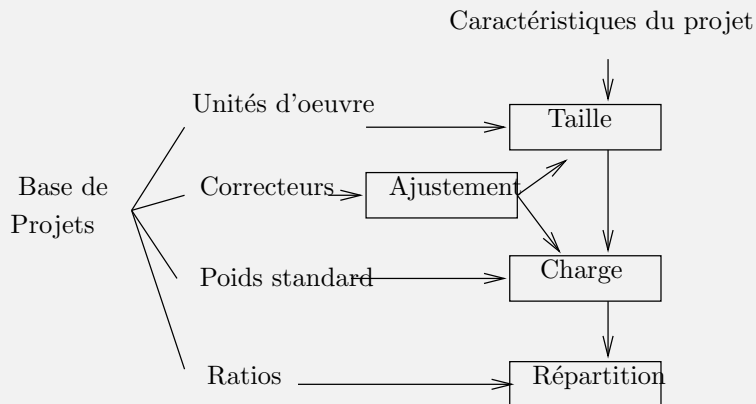 Caractéristiques du projet
Unités d'oeuvre
Taille
Base de
Projets
Correcteurs
Ajustement
Poids standard
Charge
Ratios
Répartition